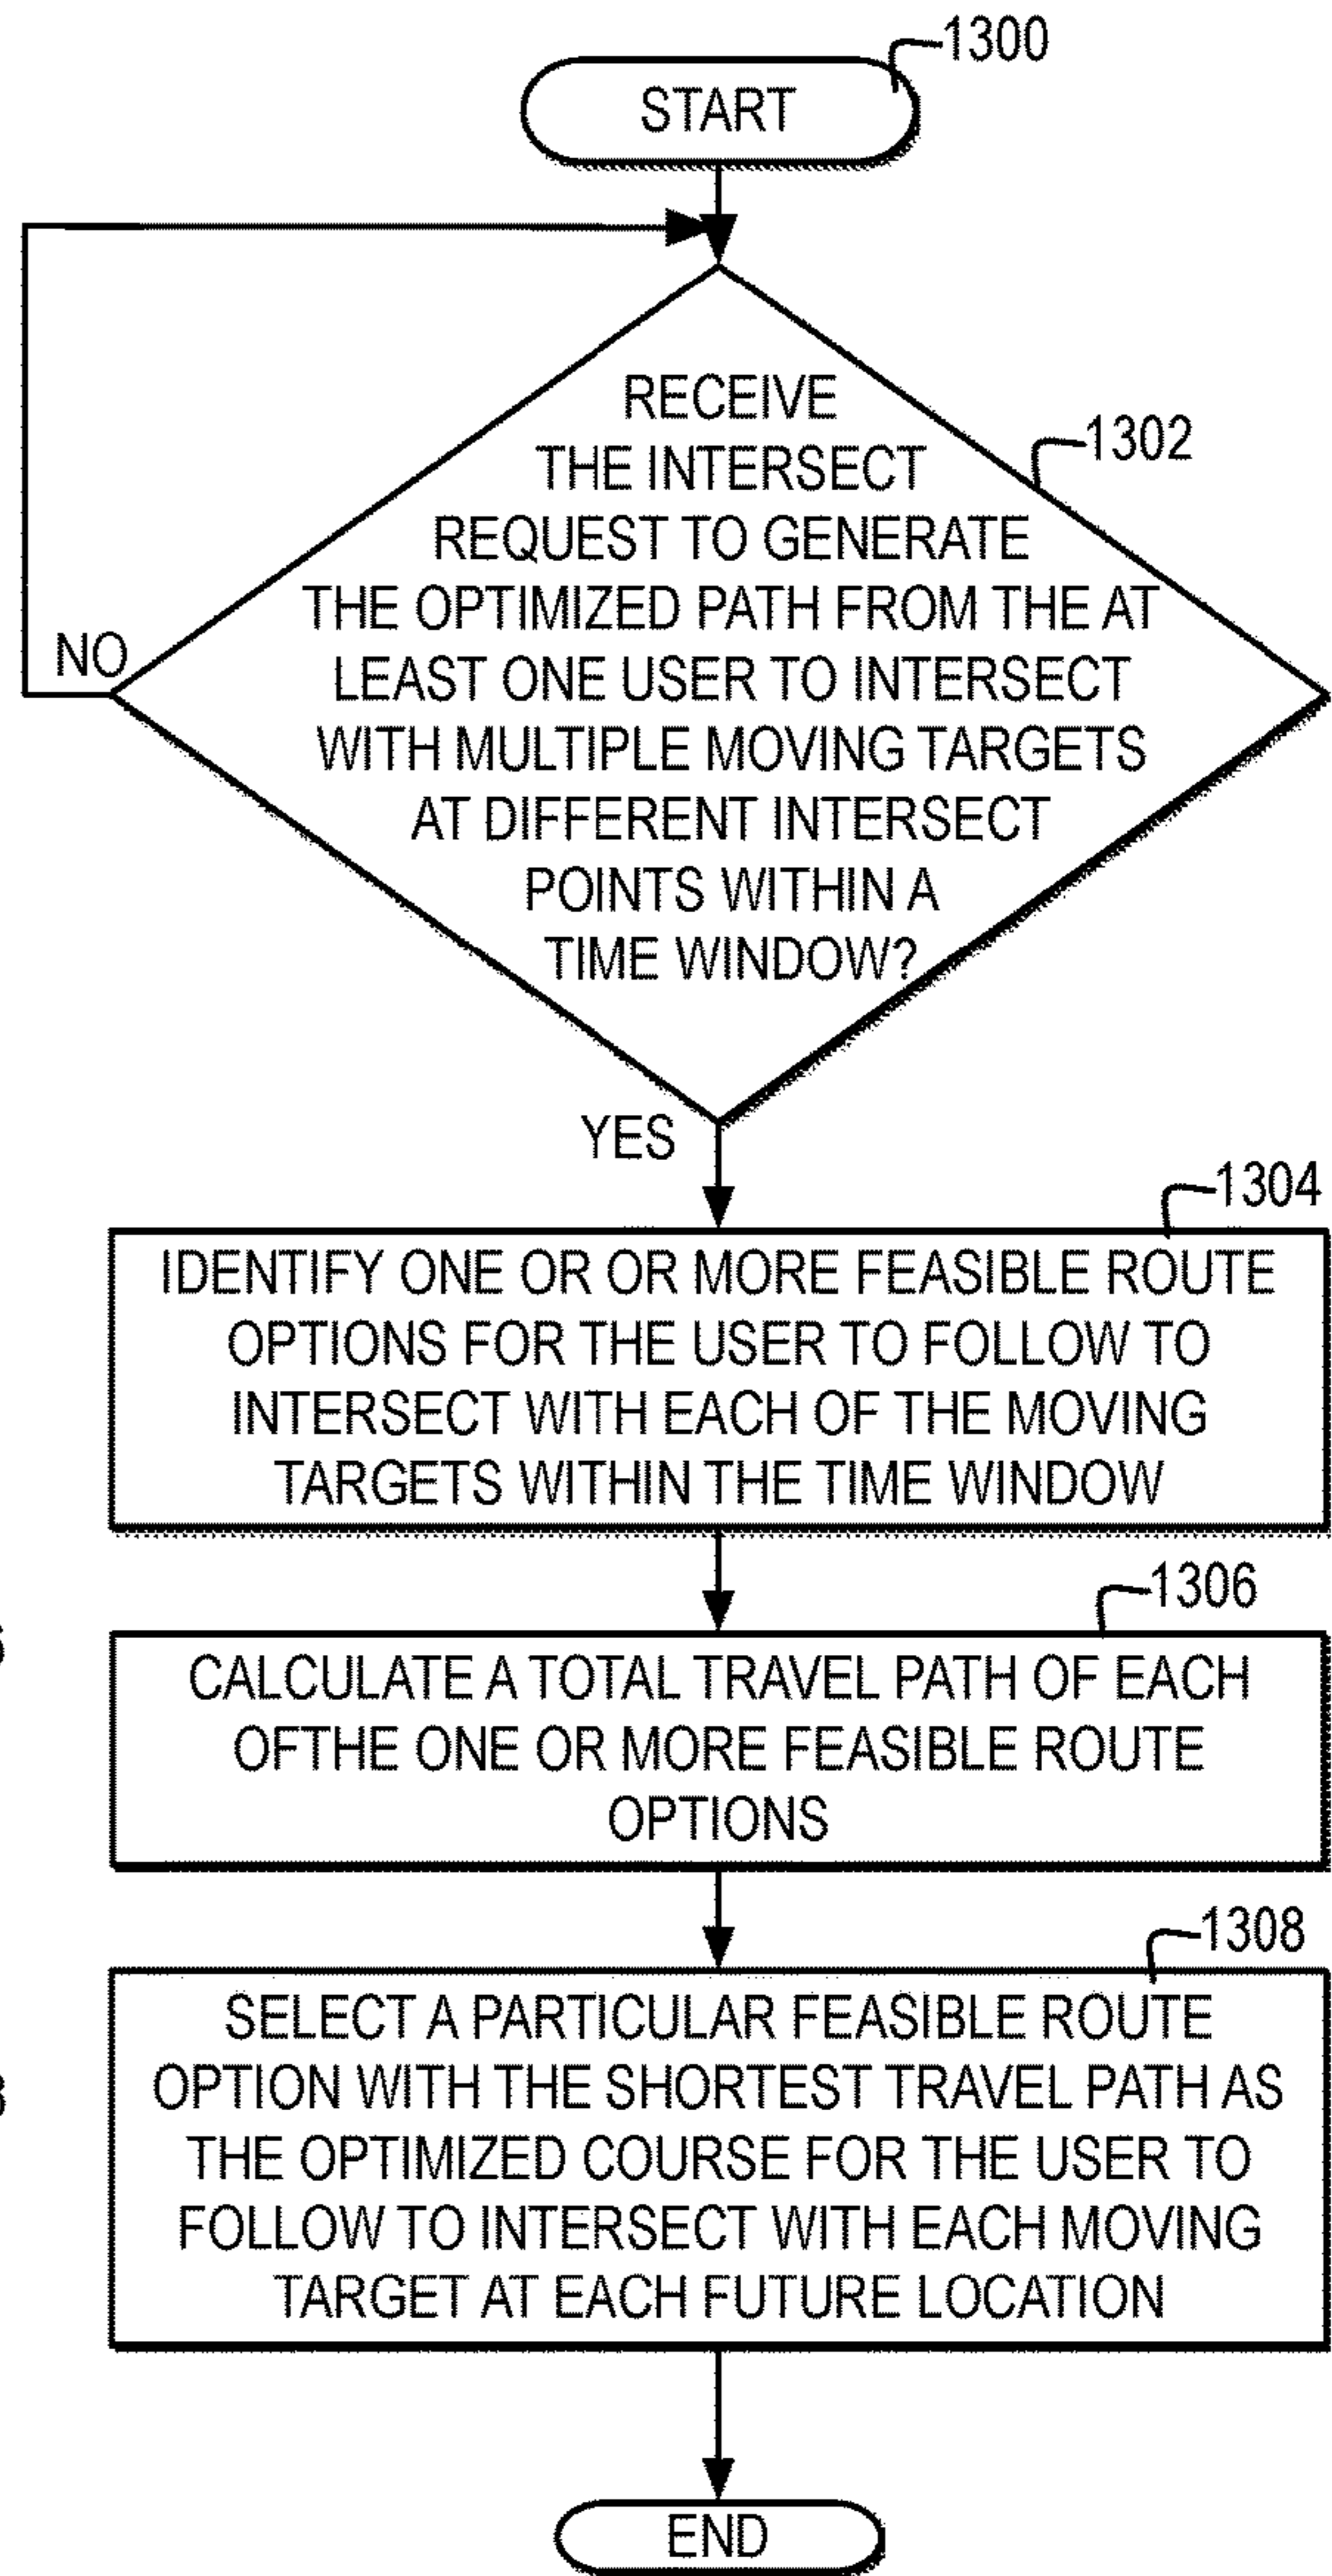 1300
START
RECEIVE
THE INTERSECT
1302
REQUEST TO GENERATE
THE OPTIMIZED PATH FROM THE AT
NO
LEAST ONE USER TO INTERSECT
WITH MULTIPLE MOVING TARGETS
AT DIFFERENT INTERSECT
POINTS WITHIN A
TIME WINDOW?
YES
1304
IDENTIFY ONE OR OR MORE FEASIBLE ROUTE
OPTIONS FOR THE USER TO FOLLOW TO
INTERSECT WITH EACH OF THE MOVING
TARGETS WITHIN THE TIME WINDOW
1306
CALCULATE A TOTAL TRAVEL PATH OF EACH
OFTHE ONE OR MORE FEASIBLE ROUTE
OPTIONS
1308
SELECT A PARTICULAR FEASIBLE ROUTE
OPTION WITH THE SHORTEST TRAVEL PATH AS
THE OPTIMIZED COURSE FOR THE USER TO
FOLLOW TO INTERSECT WITH EACH MOVING
TARGET AT EACH FUTURE LOCATION
END